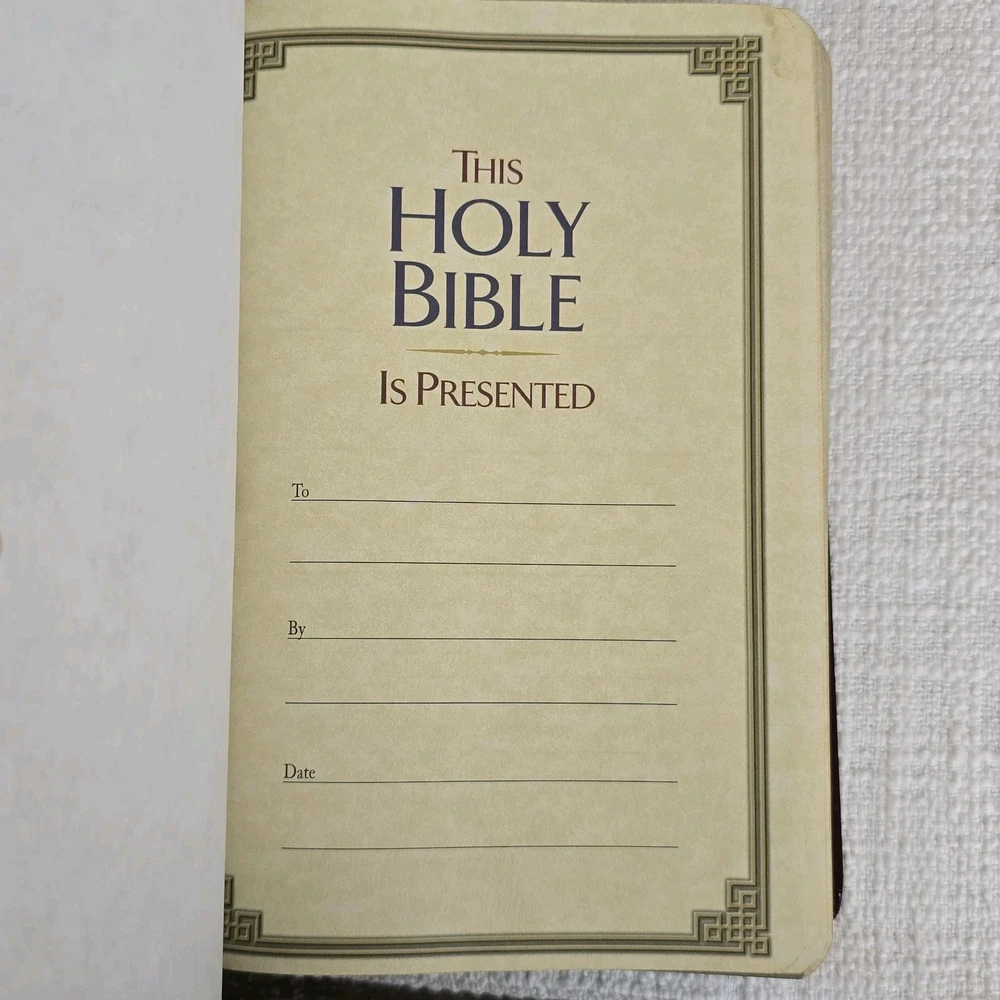 THIS
HOLY
BIBLE
IS PRESENTED
To
By
Date